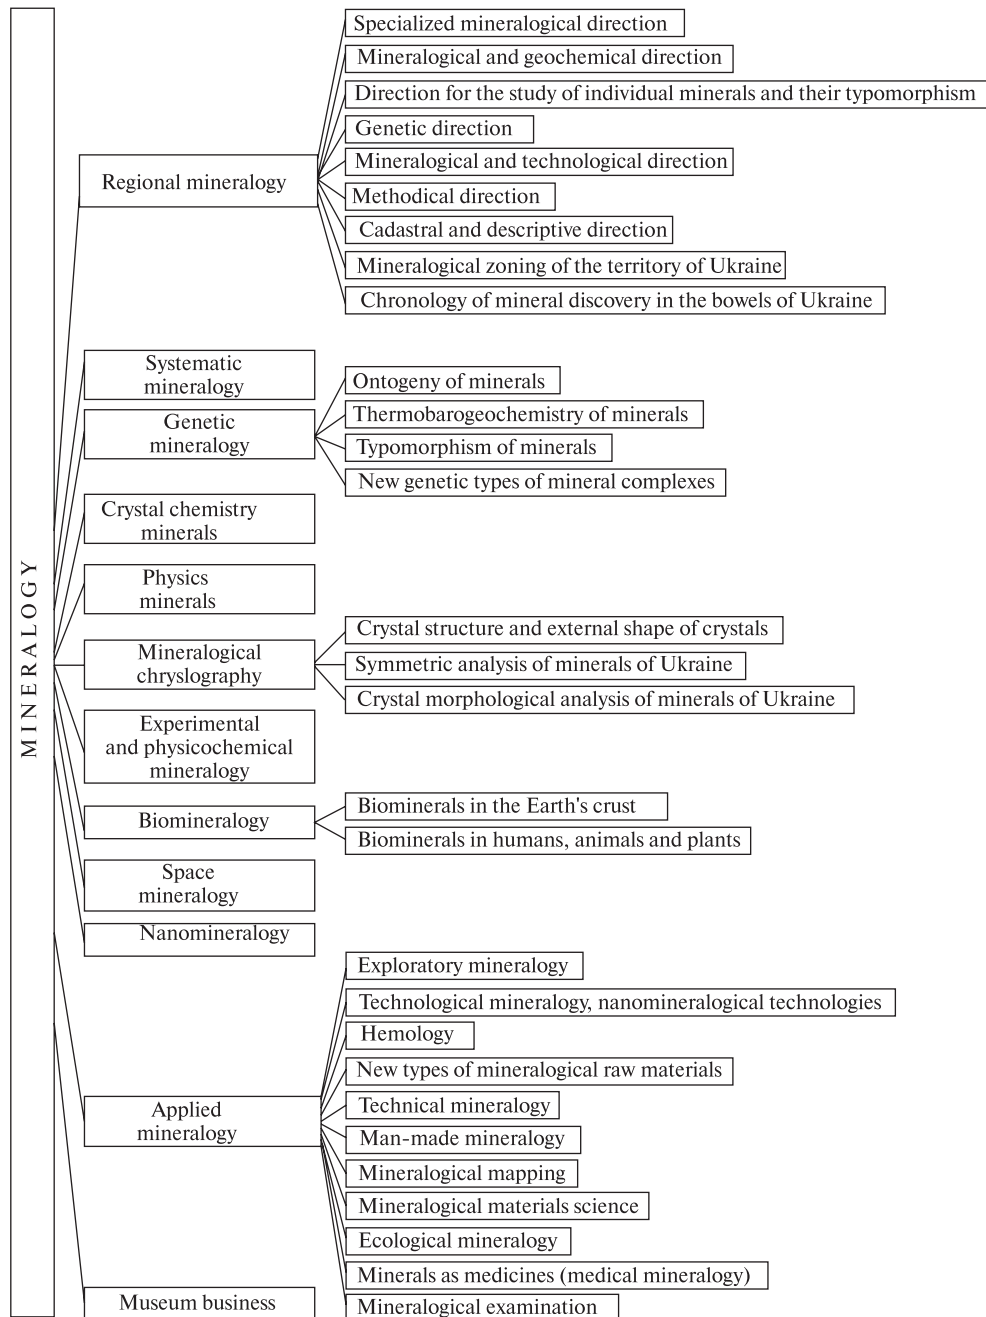 MINERALOGY
Regional mineralogy
Specialized mineralogical direction
Mineralogical and geochemical direction
Direction for the study of individual minerals and their typomorphism
Genetic direction
Mineralogical and technological direction
Methodical direction
Cadastral and descriptive direction
Mineralogical zoning of the territory of Ukraine
Chronology of mineral discovery in the bowels of Ukraine
Systematic
mineralogy
Genetic
mineralogy
Ontogeny of minerals
Thermobarogeochemistry of minerals
Typomorphism of minerals
New genetic types of mineral complexes
Crystal chemistry
minerals
Physics
minerals
Mineralogical
chryslography
Crystal structure and external shape of crystals
Symmetric analysis of minerals of Ukraine
Crystal morphological analysis of minerals of Ukraine
Experimental
and physicochemical
mineralogy
Biomineralogy
Biominerals in the Earth's crust
Biominerals in humans, animals and plants
Space
mineralogy
Nanomineralogy
Applied
mineralogy
Exploratory mineralogy
Technological mineralogy, nanomineralogical technologies
Hemology
New types of mineralogical raw materials
Technical mineralogy
Man-made mineralogy
Mineralogical mapping
Mineralogical materials science
Ecological mineralogy
Minerals as medicines (medical mineralogy)
Mineralogical examination
Museum business